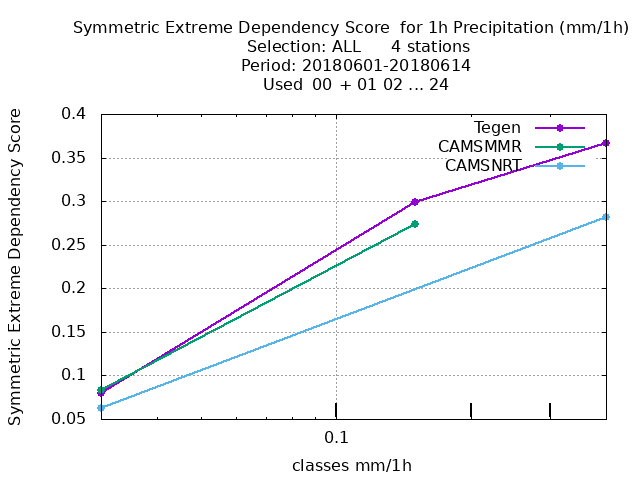 Symmetric Extreme Dependency Score for 1h Precipitation (mm/1h)
Selection: ALL 4 stations
Period: 20180601-20180614
Used 00 + 01 02 ... 24
Symmetric Extreme Dependency Score
0.4
0.35
0.3
0.25
0.2
0.15
0.1
0.05
Tegen
CAMSMMR
CAMSNRT
0.1
classes mm/1h